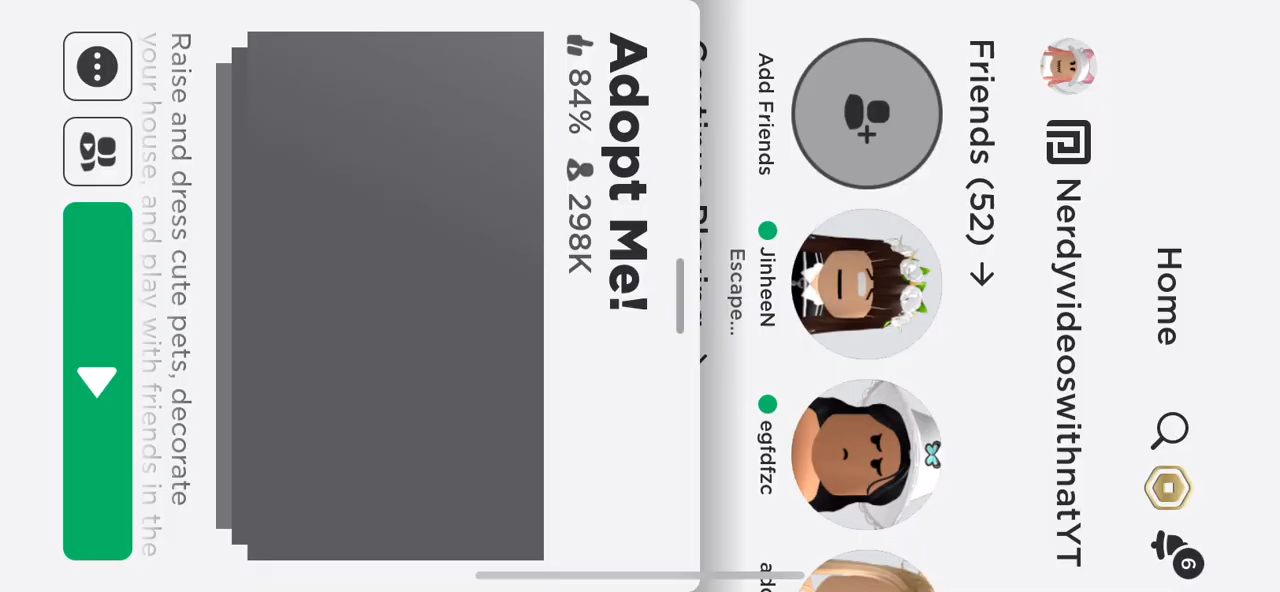 Home
6
NerdyvideoswithnatYT
Friends (52) →
Add Friends
JinheeN
egfdfzc
Escape...
Adopt Me!
84% 298K
Raise and dress cute pets, decorate
your house, and play with friends in the